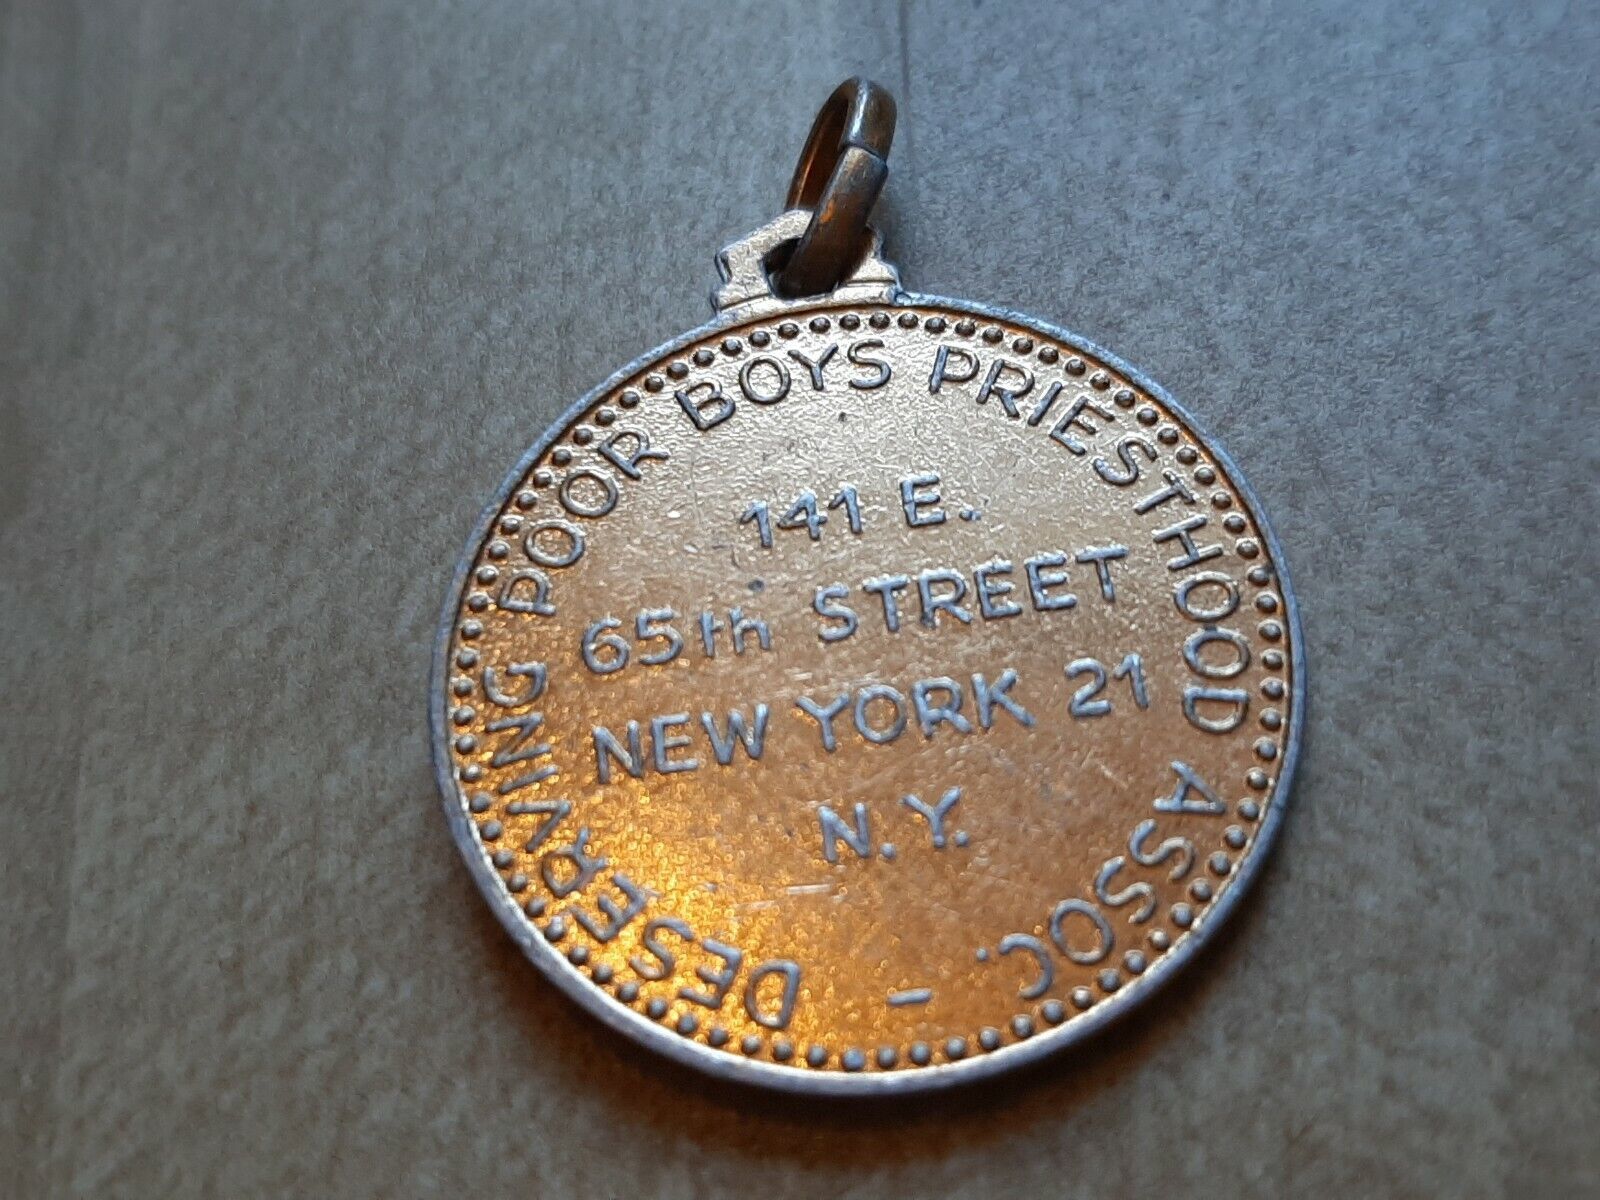 DESERVING POOR BOYS PRIESTHOOD ASSOC. –
141 E.
65th STREET
NEW YORK 21
N.Y.